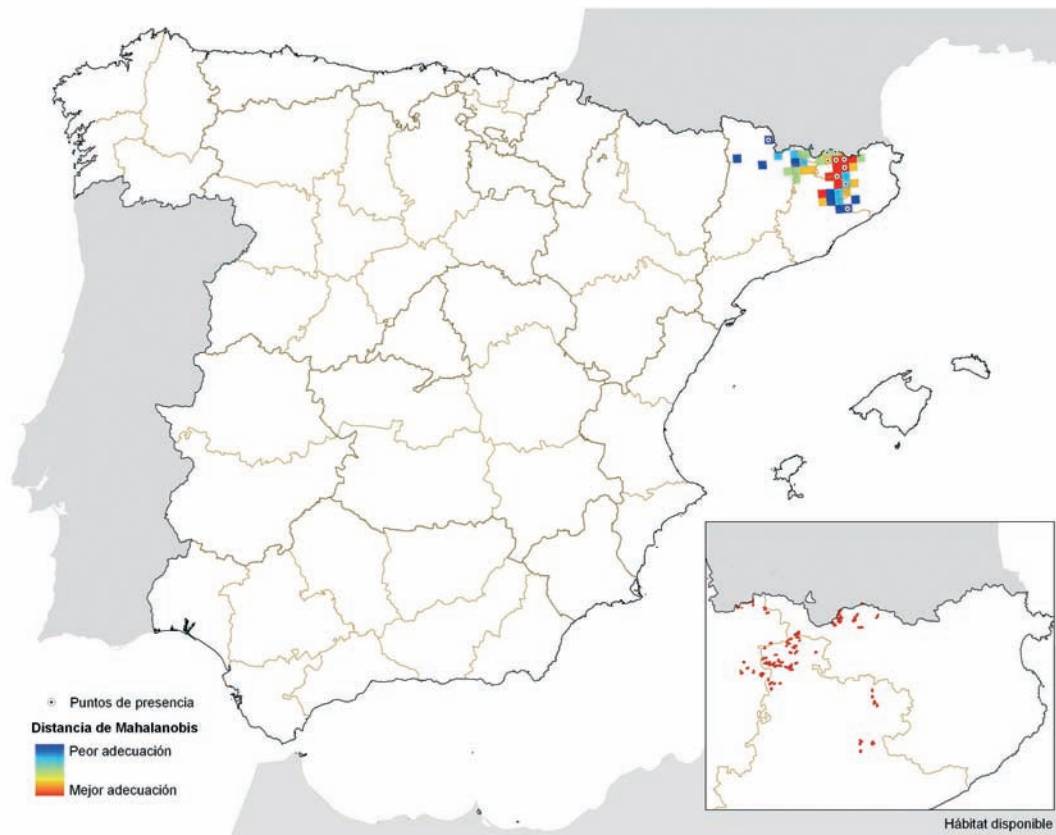 Puntos de presencia
Distancia de Mahalanobis
Peor adecuación
Mejor adecuación
Hábitat disponible